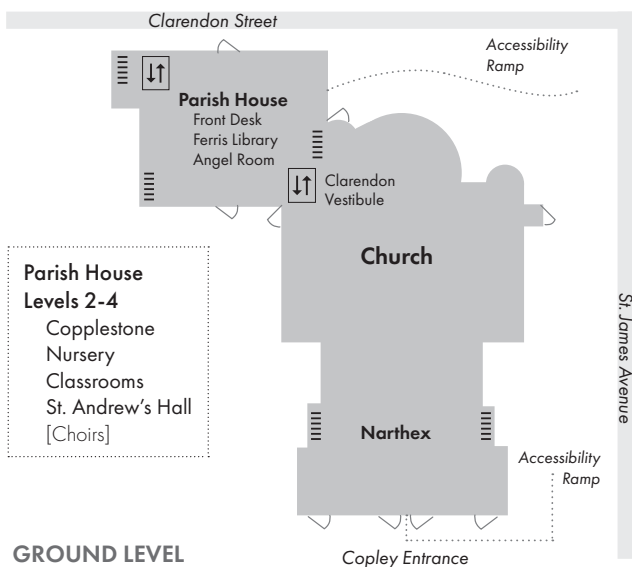 Clarendon Street
Accessibility
Ramp
Parish House
Front Desk
Ferris Library
Angel Room
Clarendon
Vestibule
Church
Parish House
Levels 2-4
Copplestone
Nursery
Classrooms
St. Andrew's Hall
[Choirs]
St. James Avenue
Narthex
Accessibility
Ramp
GROUND LEVEL
Copley Entrance